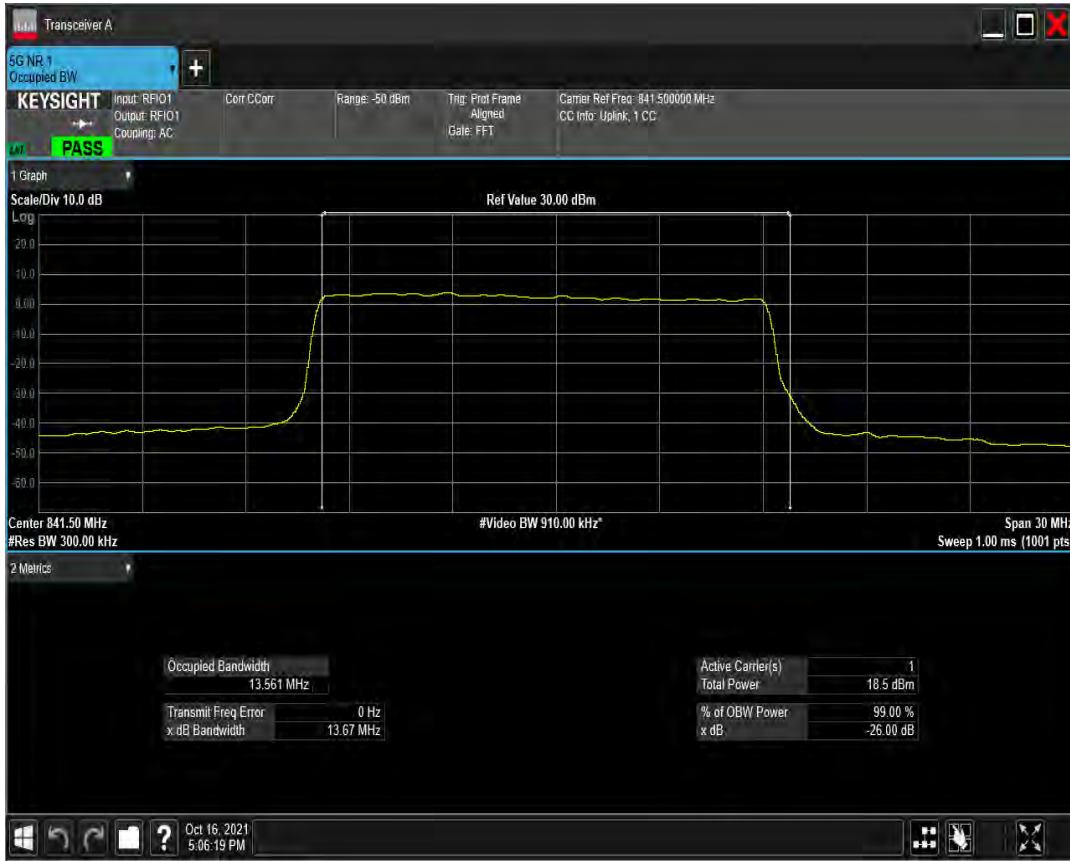 Transceiver A
5G NR 1
Occupied BW
+
KEYSIGHT
Input: RFIO1
Output: RFIO1
Coupling: AC
Corr CCorr
Range: -50 dBm
Trig: Prot Frame
Aligned
Gate: FFT
Carrier Ref Freq: 841.500000 MHz
CC Info: Uplink, 1 CC
PASS
1 Graph
Scale/Div 10.0 dB
Ref Value 30.00 dBm
Log
20.0
10.0
0.00
-10.0
-20.0
-30.0
-40.0
-50.0
-60.0
Center 841.50 MHz
#Video BW 910.00 kHz*
Span 30 MHz
#Res BW 300.00 kHz
Sweep 1.00 ms (1001 pts
2 Metrics
Occupied Bandwidth
13.561 MHz
Transmit Freq Error 0 Hz
x dB Bandwidth 13.67 MHz
Active Carrier(s) 1
Total Power 18.5 dBm
% of OBW Power 99.00 %
x dB -26.00 dB
?
Oct 16, 2021
5:06:19 PM